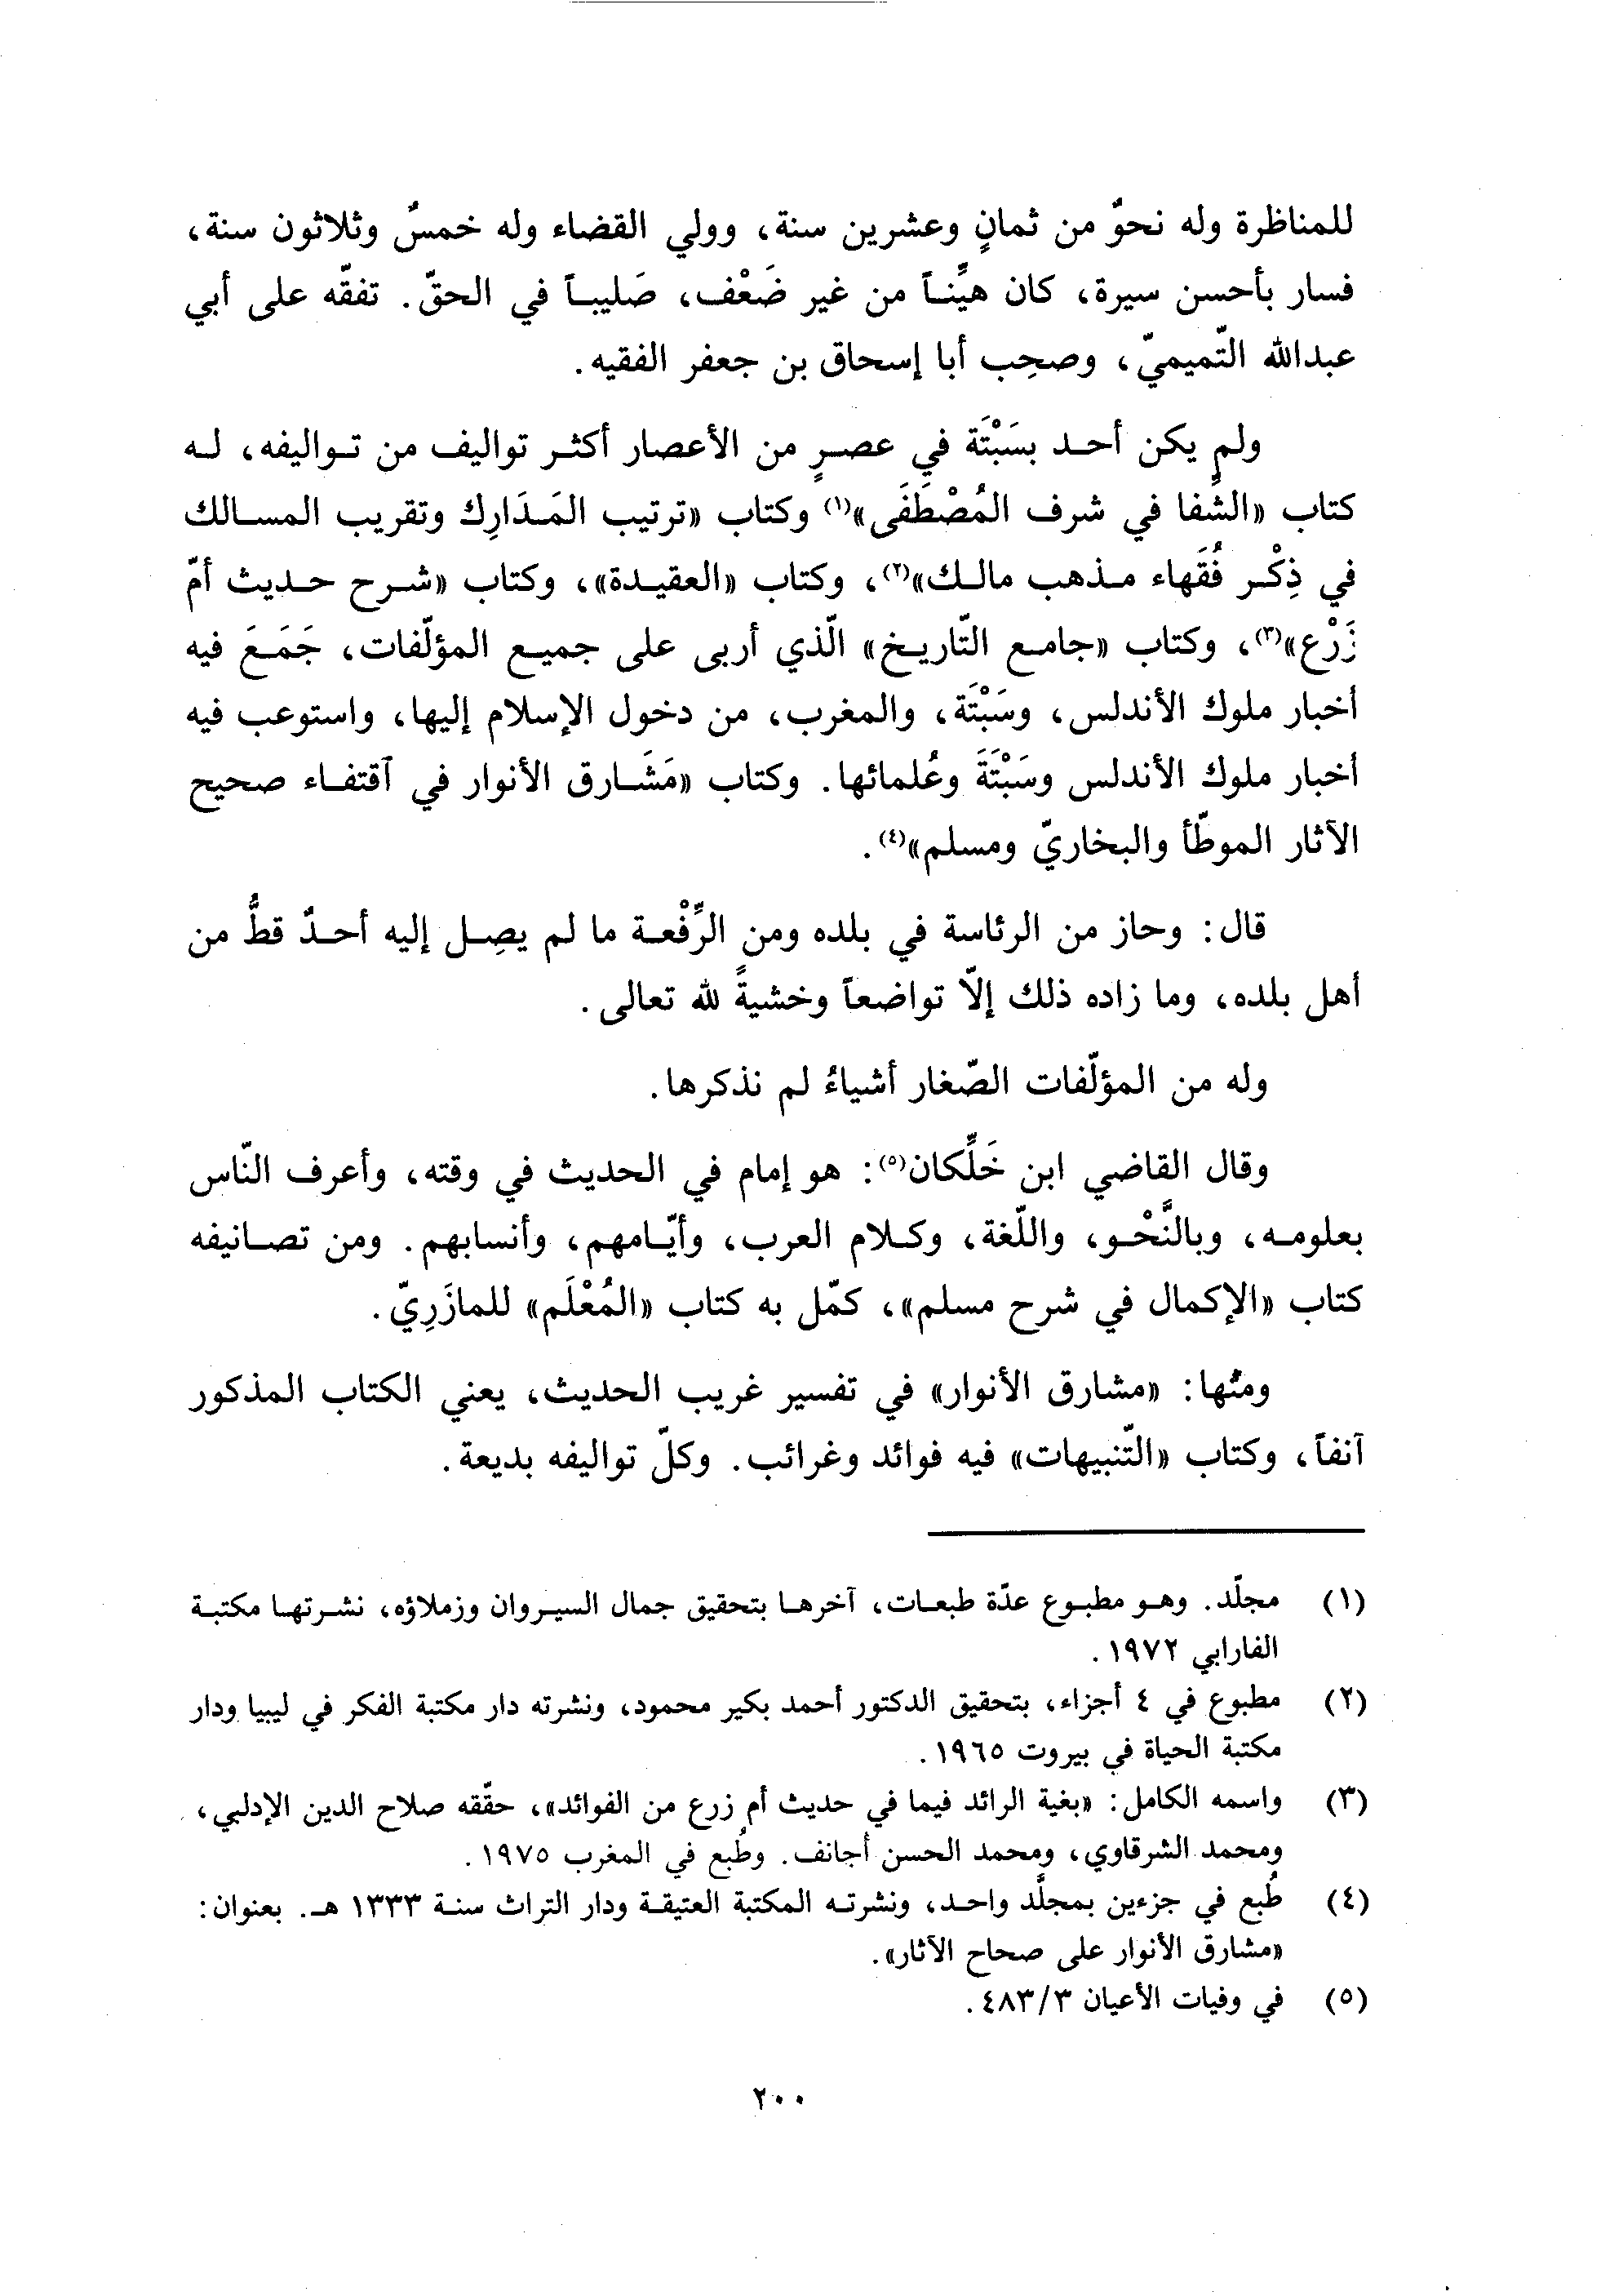 للمناظرة وله نحوٌ من ثمانٍ وعشرين سنة، وولي القضاء وله خمسٌ وثلاثون سنة،
فسار بأحسن سيرة، كان هيِّناً من غير ضَعْف، صَليباً في الحقّ. تفقّه على أبي
عبدالله التّميميّ، وصحِب أبا إسحاق بن جعفر الفقيه.
ولم يكن أحد بسَبْتَة في عصرٍ من الأعصار أكثر تواليف من تواليفه، له
كتاب «الشِّفا في شرف المُصْطَفَى»(١) وكتاب «ترتيب المَدَارِك وتقريب المسالك
في ذِكْر فُقَهاء مذهب مالك»(٢)، وكتاب «العقيدة»، وكتاب «شرح حديث أمّ
زَرْع»(٣)، وكتاب «جامع التّاريخ» الّذي أربى على جميع المؤلّفات، جَمَعَ فيه
أخبار ملوك الأندلس، وسَبْتَة، والمغرب، من دخول الإسلام إليها، واستوعب فيه
أخبار ملوك الأندلس وسَبْتَةَ وعُلمائها. وكتاب «مَشَارق الأنوار في آقتفاء صحيح
الآثار الموطّأ والبخاريّ ومسلم»(٤).
قال: وحاز من الرئاسة في بلده ومن الرِّفْعة ما لم يصِل إليه أحدٌ قطُّ من
أهل بلده، وما زاده ذلك إلّا تواضعاً وخشيةً لله تعالى.
وله من المؤلّفات الصّغار أشياءُ لم نذكرها.
وقال القاضي ابن خَلِّكان(٥): هو إمام في الحديث في وقته، وأعرف النّاس
بعلومه، وبالنَّحْو، واللّغة، وكلام العرب، وأيّامهم، وأنسابهم. ومن تصانيفه
كتاب «الإكمال في شرح مسلم»، كمّل به كتاب «المُعْلَم» للمازَرِيّ.
ومنها: «مشارق الأنوار» في تفسير غريب الحديث، يعني الكتاب المذكور
آنفاً، وكتاب «التّنبيهات» فيه فوائد وغرائب. وكلّ تواليفه بديعة.
(١) مجلّد. وهو مطبوع عدّة طبعات، آخرها بتحقيق جمال السيروان وزملاؤه، نشرتها مكتبة
الفارابي ١٩٧٢.
(٢) مطبوع في ٤ أجزاء، بتحقيق الدكتور أحمد بكير محمود، ونشرته دار مكتبة الفكر في ليبيا ودار
مكتبة الحياة في بيروت ١٩٦٥.
(٣) واسمه الكامل: «بغية الرائد فيما في حديث أم زرع من الفوائد»، حقّقه صلاح الدين الإدلبي،
ومحمد الشرقاوي، ومحمد الحسن أجانف. وطُبع في المغرب ١٩٧٥.
(٤) طُبع في جزءين بمجلَّد واحد، ونشرته المكتبة العتيقة ودار التراث سنة ١٣٣٣ هـ. بعنوان:
«مشارق الأنوار على صحاح الآثار».
(٥) في وفيات الأعيان ٤٨٣/٣.
٢٠٠